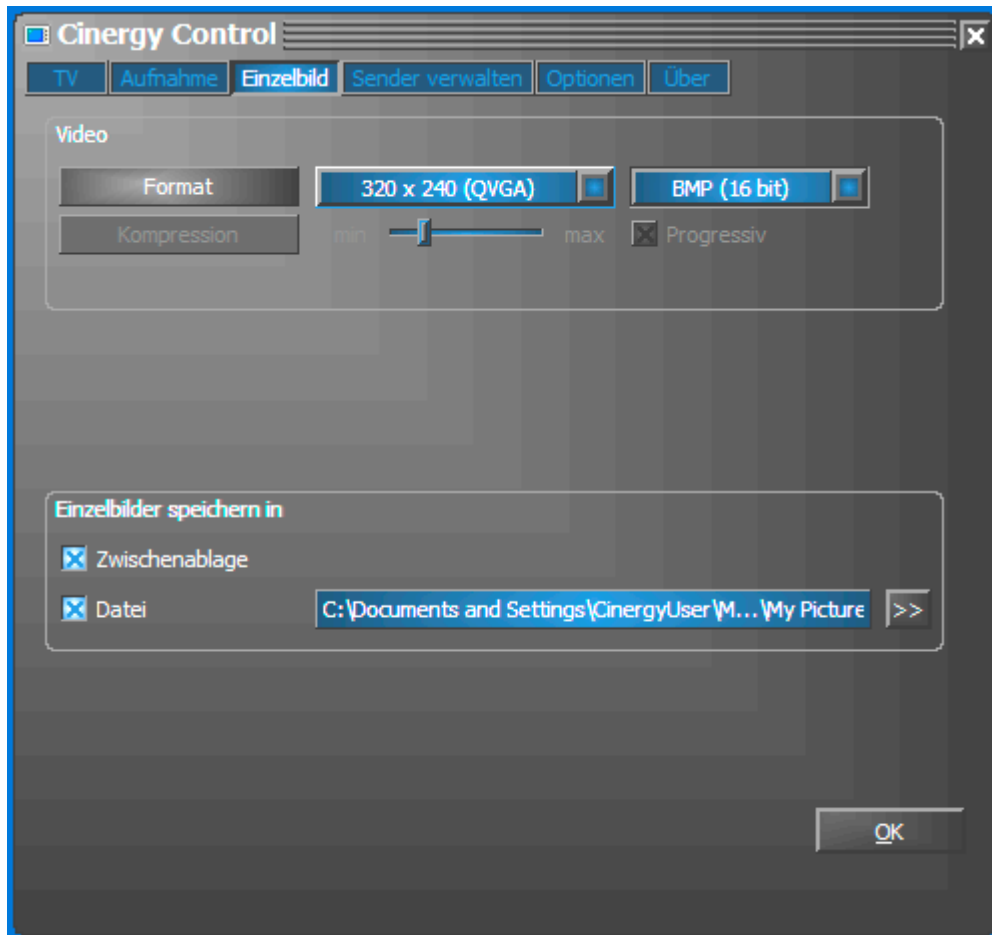 Cinergy Control
TV Aufnahme Einzelbild Sender verwalten Optionen Über
Video
Format 320 x 240 (QVGA) BMP (16 bit)
Kompression min max Progressiv
Einzelbilder speichern in
Zwischenablage
Datei C:\Documents and Settings\CinergyUser\M...\My Picture >>
OK